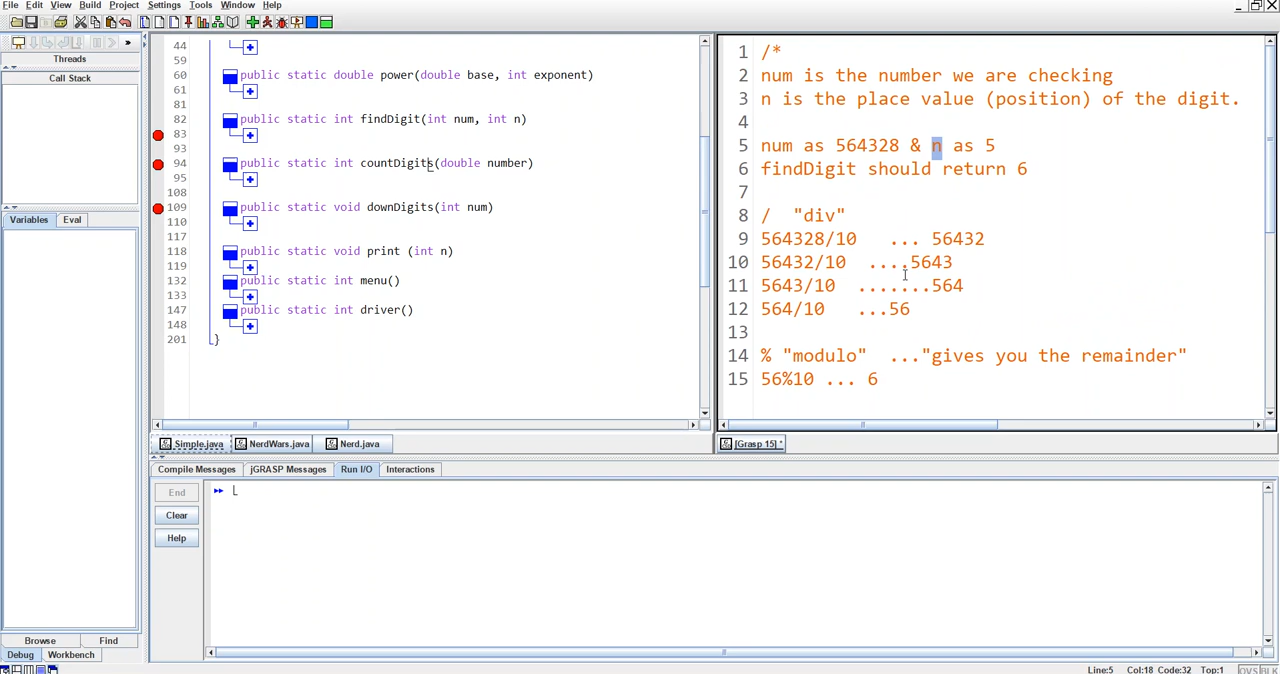 File Edit View Build Project Settings Tools Window Help
»
Threads
Call Stack
Variables Eval
Browse Find
Debug Workbench
44
59
60 public static double power(double base, int exponent)
61
81
82 public static int findDigit(int num, int n)
83
93
94 public static int countDigits(double number)
95
108
109 public static void downDigits(int num)
110
117
118 public static void print (int n)
119
132 public static int menu()
133
147 public static int driver()
148
201 }
Simple.java NerdWars.java Nerd.java
1 /*
2 num is the number we are checking
3 n is the place value (position) of the digit.
4
5 num as 564328 & n as 5
6 findDigit should return 6
7
8 / "div"
9 564328/10 ... 56432
10 56432/10 ....5643
11 5643/10 .......564
12 564/10 ...56
13
14 % "modulo" ..."gives you the remainder"
15 56%10 ... 6
[Grasp 15] *
Compile Messages jGRASP Messages Run I/O Interactions
End
Clear
Help
Line:5 Col:18 Code:32 Top:1 OVS BLK